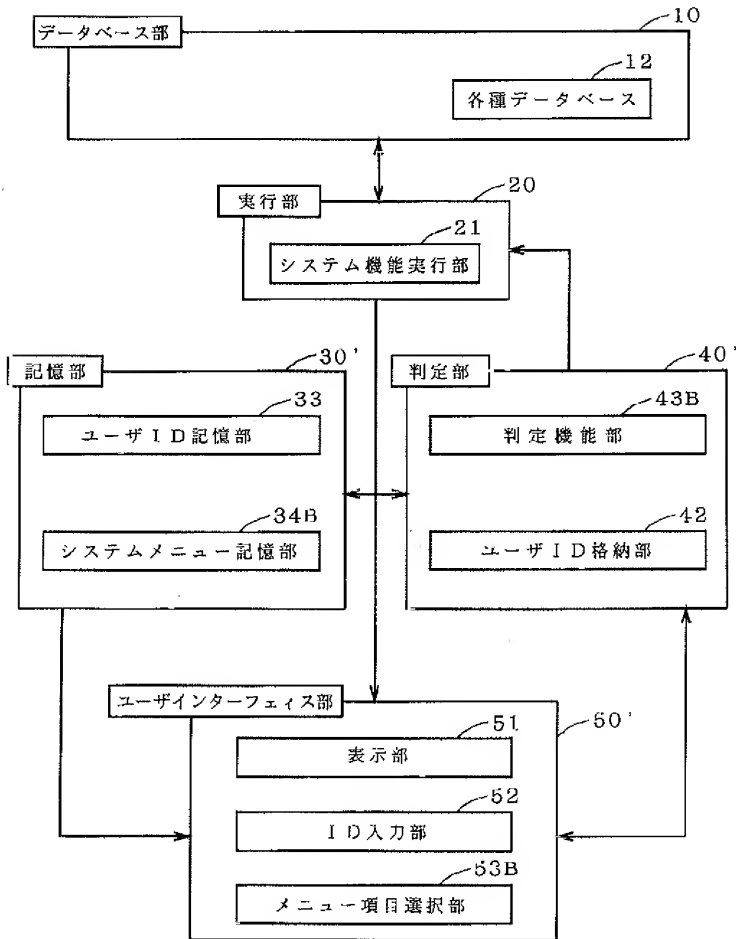 データベース部
10
12
各種データベース
実行部
20
21
システム機能実行部
記憶部
30'
33
ユーザID記憶部
34B
システムメニュー記憶部
判定部
40'
43B
判定機能部
42
ユーザID格納部
ユーザインターフェィス部
50'
51
表示部
52
ID入力部
53B
メニュー項目選択部